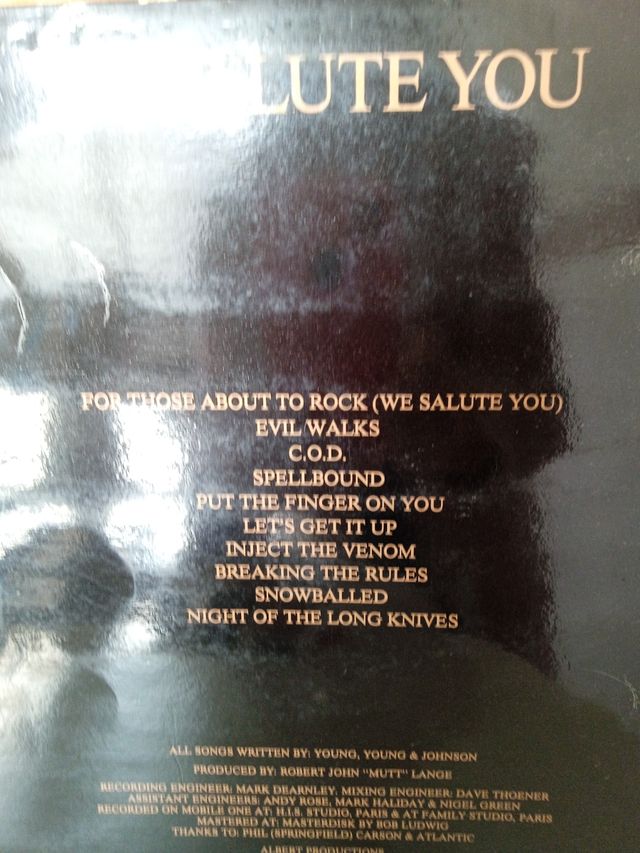 LUTE YOU
FOR THOSE ABOUT TO ROCK (WE SALUTE YOU)
EVIL WALKS
C.O.D.
SPELLBOUND
PUT THE FINGER ON YOU
LET'S GET IT UP
INJECT THE VENOM
BREAKING THE RULES
SNOWBALLED
NIGHT OF THE LONG KNIVES
ALL SONGS WRITTEN BY: YOUNG, YOUNG & JOHNSON
PRODUCED BY: ROBERT JOHN "MUTT" LANGE
RECORDING ENGINEER: MARK DEARNLEY, MIXING ENGINEER: DAVE THOENER
ASSISTANT ENGINEERS: ANDY ROSE, MARK HALIDAY & NIGEL GREEN
RECORDED ON MOBILE ONE AT: H.I.S. STUDIO, PARIS & AT FAMILY STUDIO, PARIS
MASTERED AT: MASTERDISK BY BOB LUDWIG
THANKS TO: PHIL (SPRINGFIELD) CARSON & ATLANTIC
ALBERT PRODUCTIONS